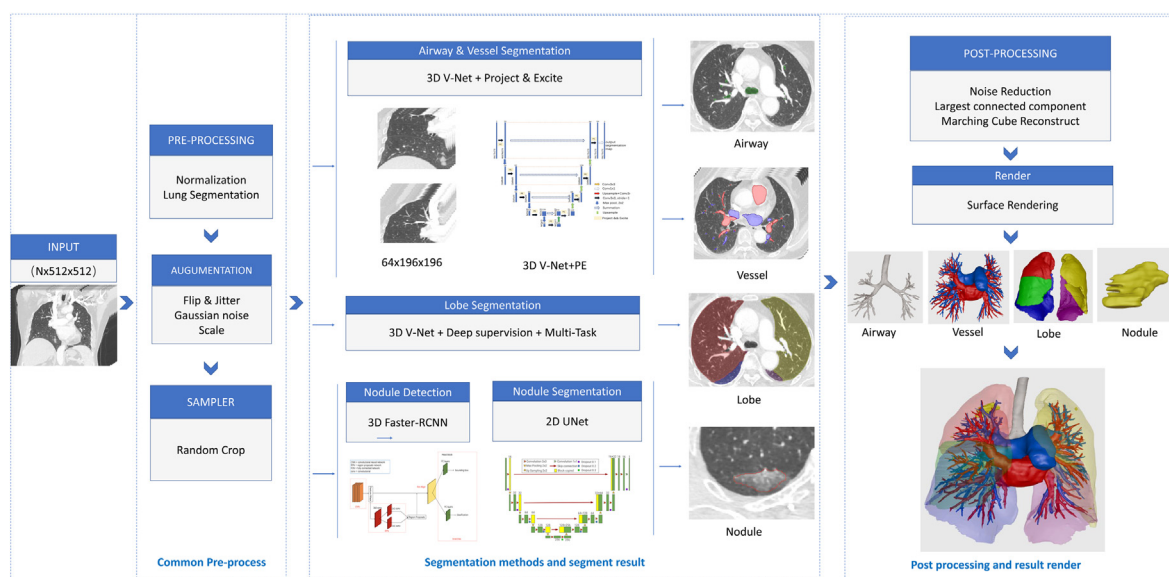 INPUT
(Nx512x512)
PRE-PROCESSING
Normalization
Lung Segmentation
AUGUMENTATION
Flip & Jitter
Gaussian noise
Scale
SAMPLER
Random Crop
Common Pre-process
Airway & Vessel Segmentation
3D V-Net + Project & Excite
64x196x196
3D V-Net+PE
Airway
Vessel
Lobe Segmentation
3D V-Net + Deep supervision + Multi-Task
Lobe
Nodule Detection
3D Faster-RCNN
Nodule Segmentation
2D UNet
Nodule
Segmentation methods and segment result
POST-PROCESSING
Noise Reduction
Largest connected component
Marching Cube Reconstruct
Render
Surface Rendering
Airway
Vessel
Lobe
Nodule
Post processing and result render